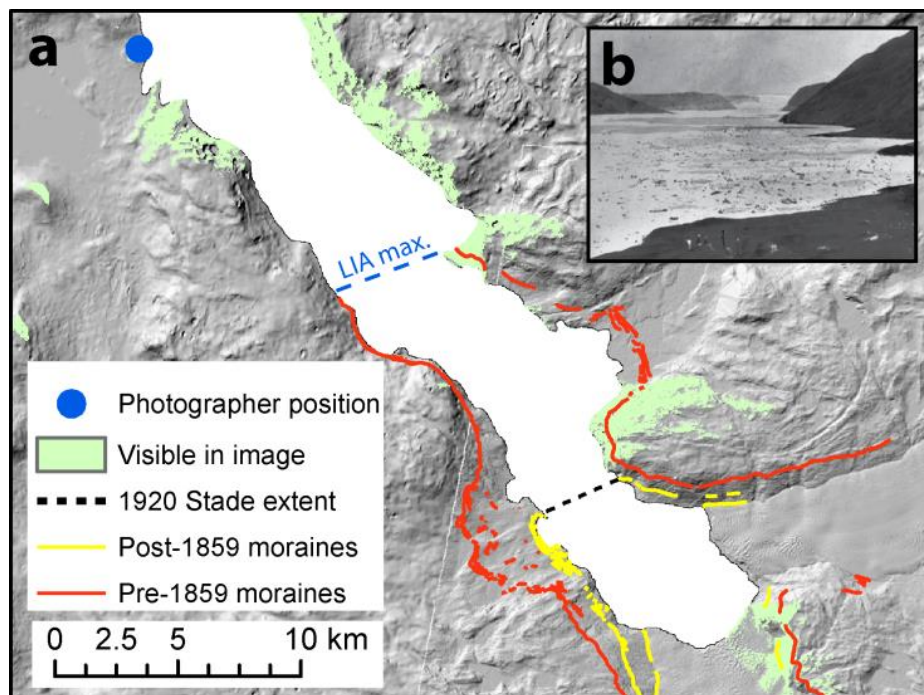 a
b
LIA max.
Photographer position
Visible in image
1920 Stade extent
Post-1859 moraines
Pre-1859 moraines
0 2.5 5 10 km